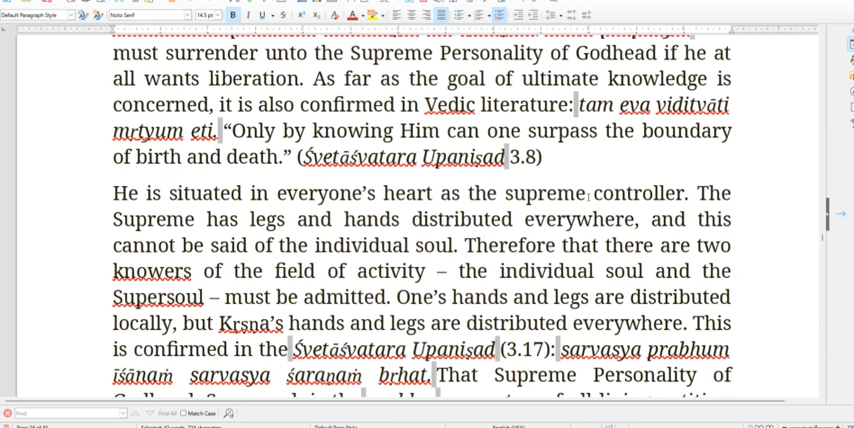 Default Paragraph Style Noto Serif 14.5 pt
must surrender unto the Supreme Personality of Godhead if he at
all wants liberation. As far as the goal of ultimate knowledge is
concerned, it is also confirmed in Vedic literature: tam eva viditvāti
mṛtyum eti. “Only by knowing Him can one surpass the boundary
of birth and death.” (Śvetāśvatara Upaniṣad 3.8)
He is situated in everyone’s heart as the supreme controller. The
Supreme has legs and hands distributed everywhere, and this
cannot be said of the individual soul. Therefore that there are two
knowers of the field of activity – the individual soul and the
Supersoul – must be admitted. One’s hands and legs are distributed
locally, but Kṛṣṇa’s hands and legs are distributed everywhere. This
is confirmed in the Śvetāśvatara Upaniṣad (3.17): sarvasya prabhum
īśānaṁ sarvasya śaraṇaṁ bṛhat. That Supreme Personality of
Find Find All Match Case